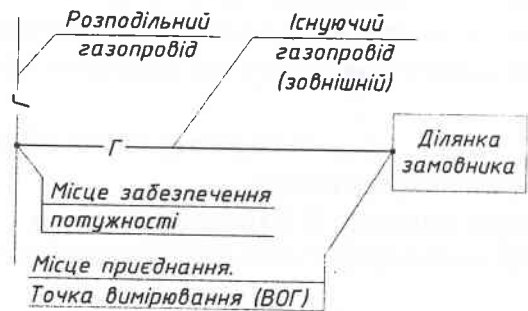 Розподільний
газопровід
Існуючий
газопровід
(зовнішній)
Г
Г
Ділянка
замовника
Місце забезпечення
потужності
Місце приєднання.
Точка вимірювання (ВОГ)